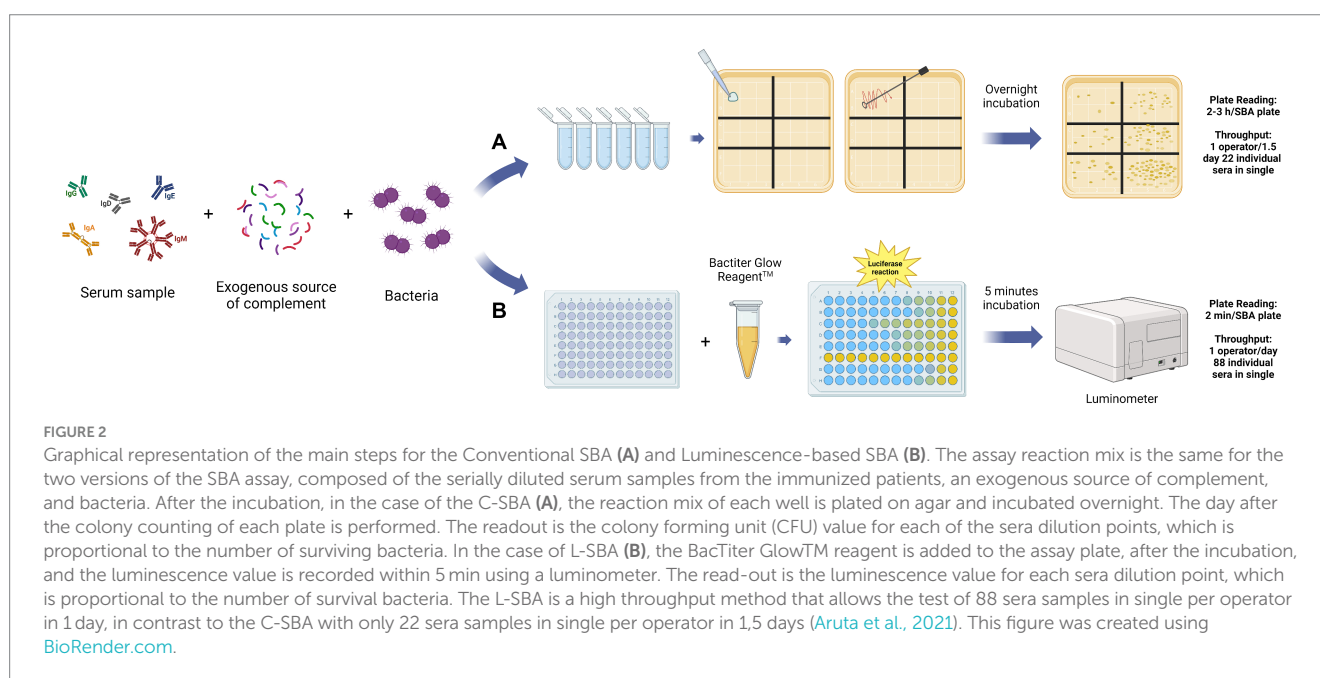 A
B
IgG
IgD
IgE
IgA
IgM
+
+
Serum sample
Exogenous source
of complement
Bacteria
Overnight
incubation
Plate Reading:
2-3 h/SBA plate
Throughput:
1 operator/1.5
day 22 individual
sera in single
+
Bactiter Glow
Reagent™
Luciferase
reaction
5 minutes
incubation
Luminometer
Plate Reading:
2 min/SBA plate
Throughput:
1 operator/day
88 individual
sera in single
FIGURE 2
Graphical representation of the main steps for the Conventional SBA (A) and Luminescence-based SBA (B). The assay reaction mix is the same for the
two versions of the SBA assay, composed of the serially diluted serum samples from the immunized patients, an exogenous source of complement,
and bacteria. After the incubation, in the case of the C-SBA (A), the reaction mix of each well is plated on agar and incubated overnight. The day after
the colony counting of each plate is performed. The readout is the colony forming unit (CFU) value for each of the sera dilution points, which is
proportional to the number of surviving bacteria. In the case of L-SBA (B), the BacTiter GlowTM reagent is added to the assay plate, after the incubation,
and the luminescence value is recorded within 5 min using a luminometer. The read-out is the luminescence value for each sera dilution point, which
is proportional to the number of survival bacteria. The L-SBA is a high throughput method that allows the test of 88 sera samples in single per operator
in 1 day, in contrast to the C-SBA with only 22 sera samples in single per operator in 1,5 days (Aruta et al., 2021). This figure was created using
BioRender.com.